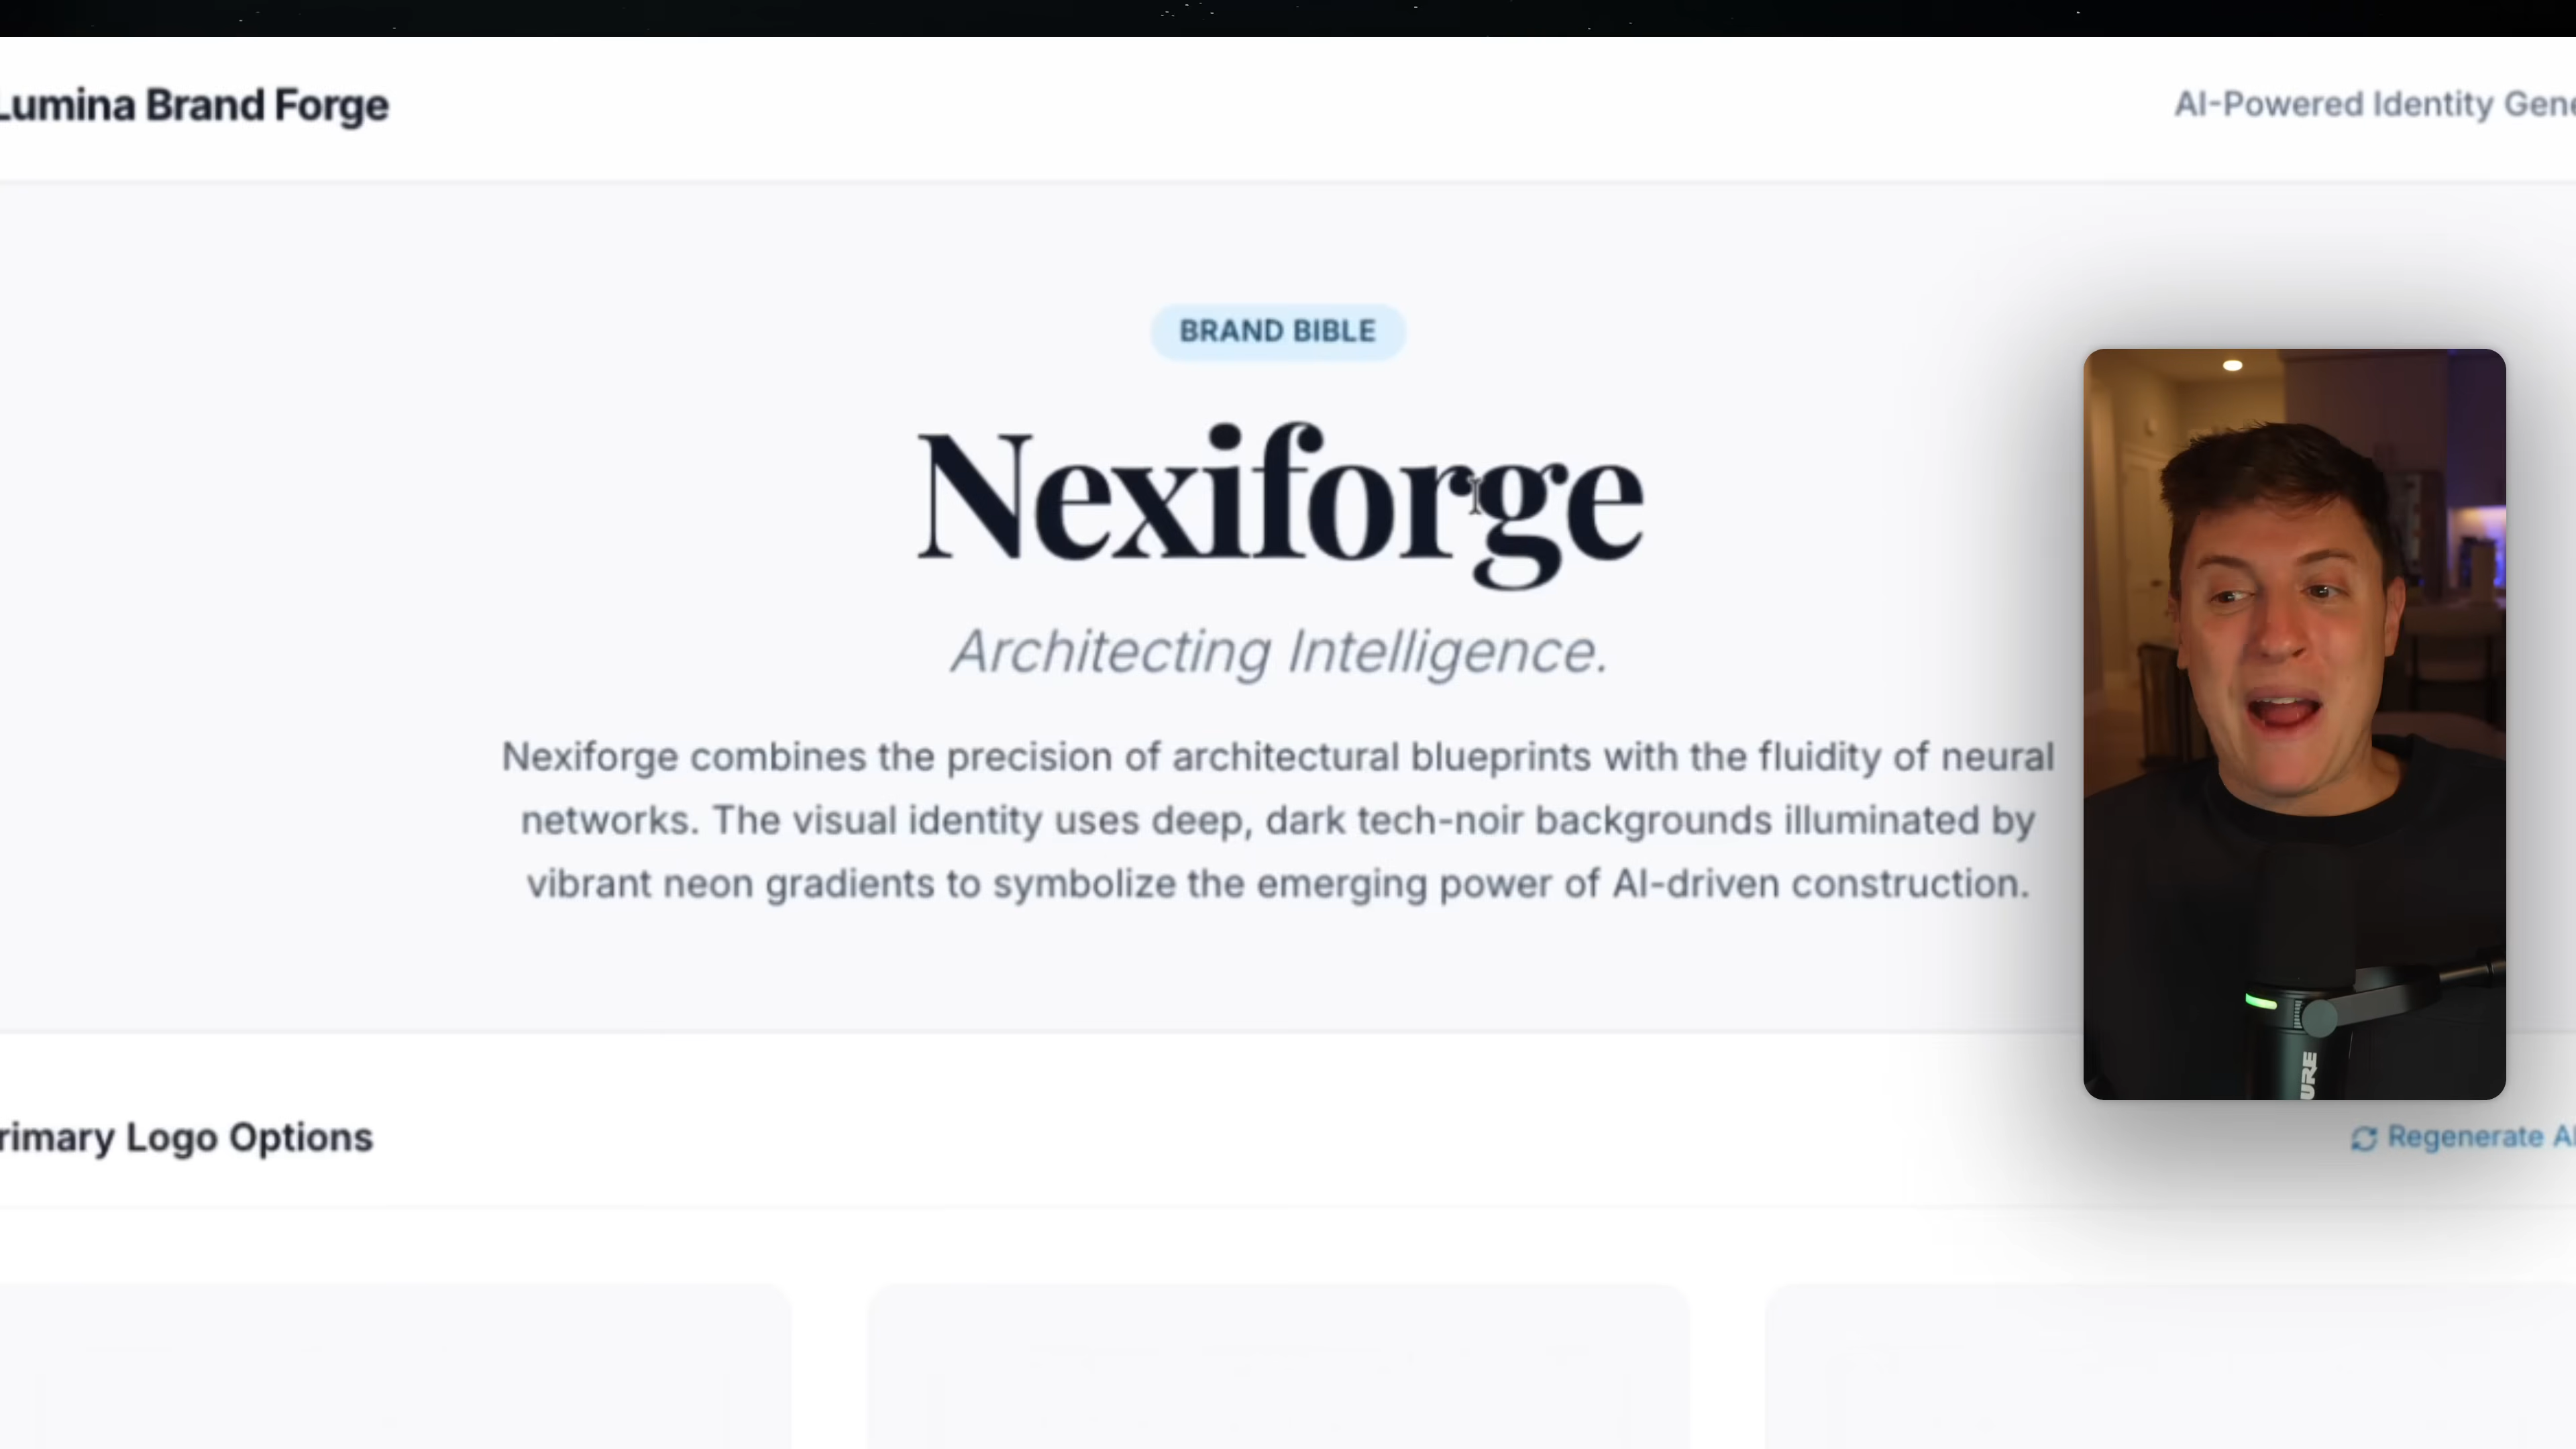 Lumina Brand Forge
AI-Powered Identity
BRAND BIBLE
Nexiforge
Architecting Intelligence.
Nexiforge combines the precision of architectural blueprints with the fluidity of neural
networks. The visual identity uses deep, dark tech-noir backgrounds illuminated by
vibrant neon gradients to symbolize the emerging power of AI-driven construction.
URE
rimary Logo Options
Regenerate